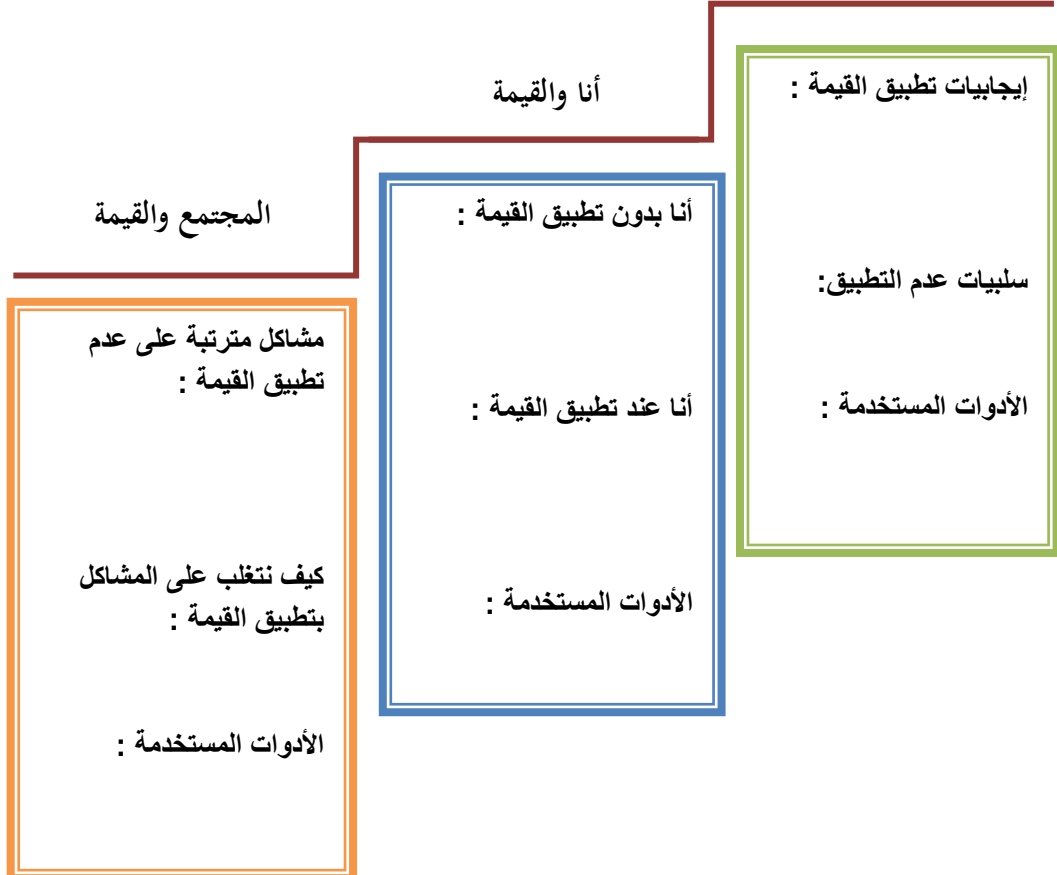 إيجابيات تطبيق القيمة :
سلبيات عدم التطبيق:
الأدوات المستخدمة :
أنا والقيمة
أنا بدون تطبيق القيمة :
أنا عند تطبيق القيمة :
الأدوات المستخدمة :
المجتمع والقيمة
مشاكل مترتبة على عدم
تطبيق القيمة :
كيف نتغلب على المشاكل
بتطبيق القيمة :
الأدوات المستخدمة :